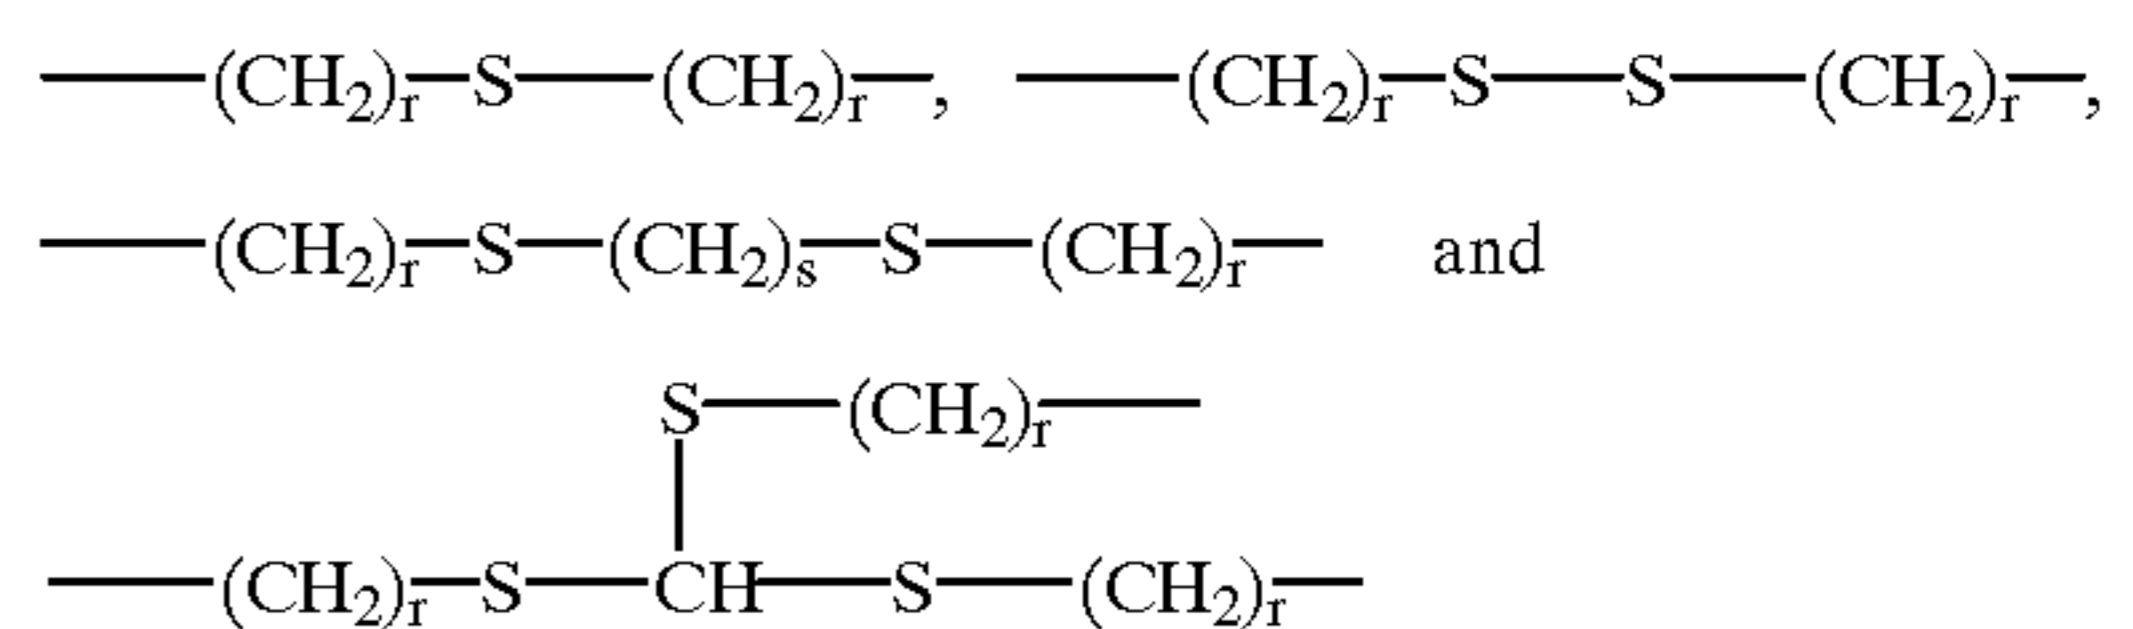 —(CH₂)ᵣ—S—(CH₂)ᵣ—, —(CH₂)ᵣ—S—S—(CH₂)ᵣ—,
—(CH₂)ᵣ—S—(CH₂)ₛ—S—(CH₂)ᵣ— and
S—(CH₂)ᵣ—
—(CH₂)ᵣ—S—CH—S—(CH₂)ᵣ—